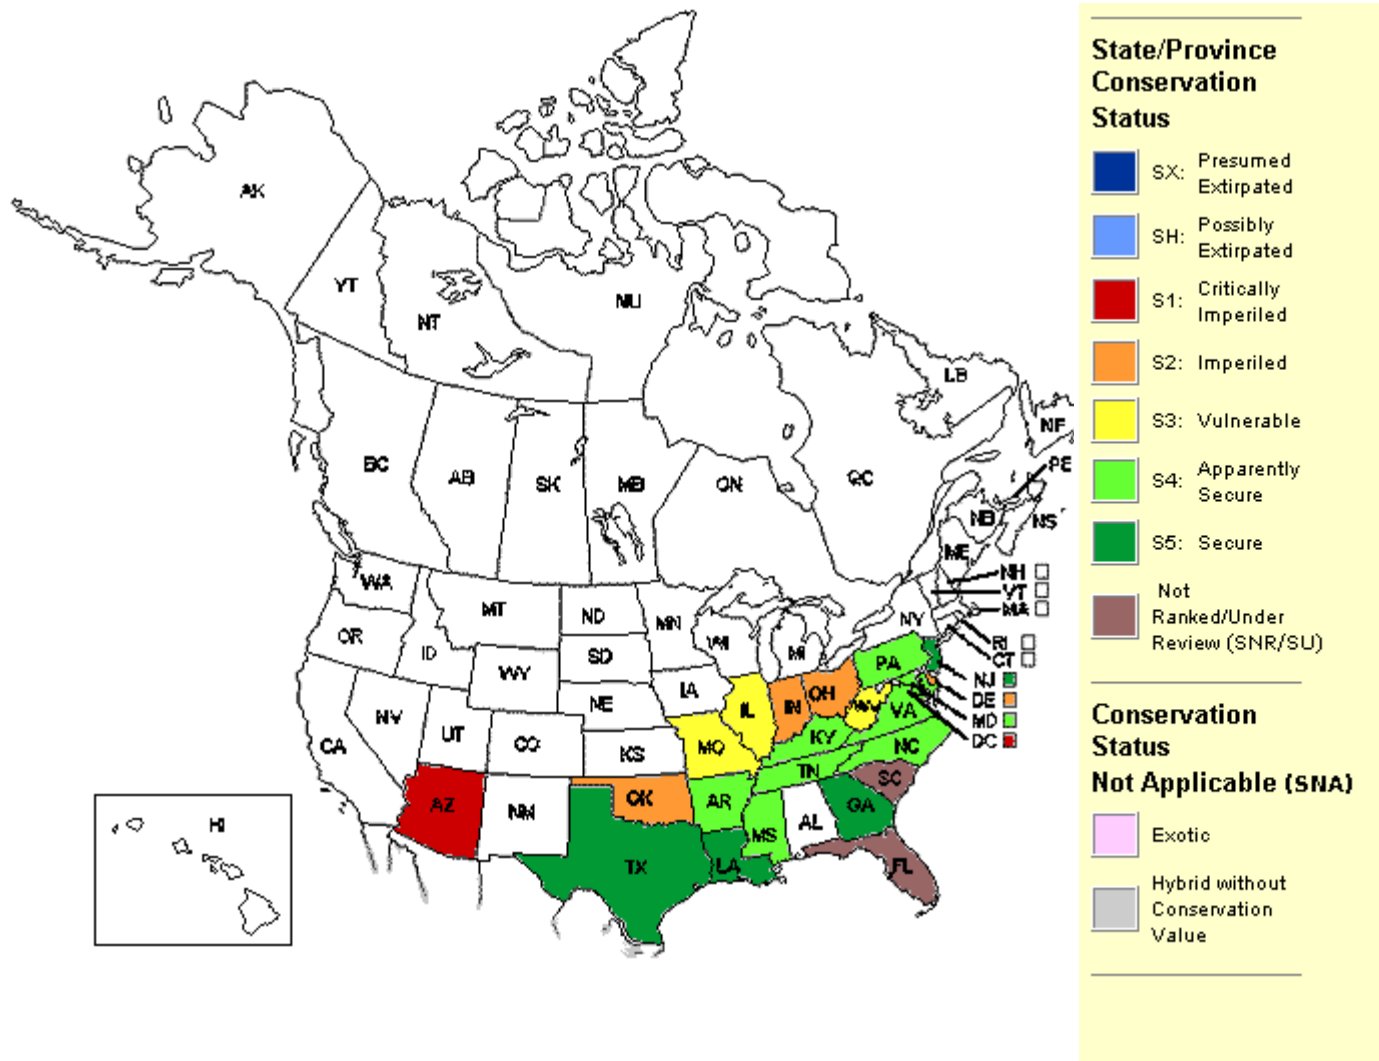 AK
YT
NT
NU
LB
NF
PE
BC
AB
SK
MB
ON
QC
NB
NS
ME
NH
VT
MA
WA
MT
ND
MN
WI
MI
NY
RI
CT
OR
ID
WY
SD
IA
PA
NJ
DE
MD
DC
NE
IL
IN
OH
WV
VA
NV
UT
CO
KS
MO
KY
CA
NC
TN
AZ
NM
OK
AR
SC
HI
MS
AL
GA
TX
LA
FL
State/Province
Conservation
Status
SX: Presumed
Extirpated
SH: Possibly
Extirpated
S1: Critically
Imperiled
S2: Imperiled
S3: Vulnerable
S4: Apparently
Secure
S5: Secure
Not
Ranked/Under
Review (SNR/SU)
Conservation
Status
Not Applicable (SNA)
Exotic
Hybrid without
Conservation
Value